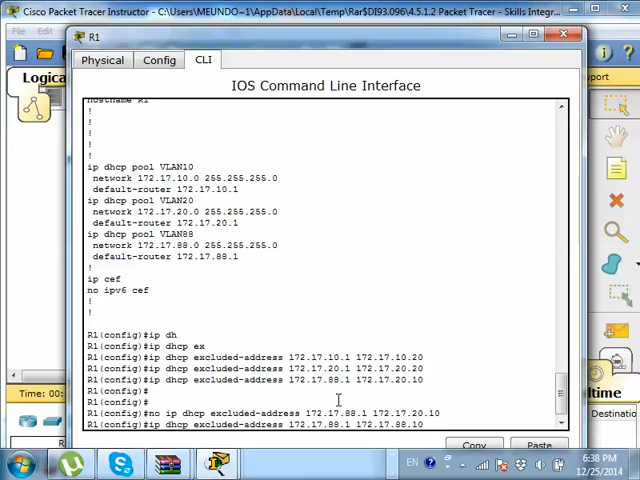 Cisco Packet Tracer Instructor - C:\Users\MEUNDO~1\AppData\Local\Temp\Rar$DI93.096\4.5.1.2 Packet Tracer - Skills Integ...
File
Logica
R1
Physical
Config
CLI
IOS Command Line Interface
hostname R1
!
!
!
!
!
ip dhcp pool VLAN10
network 172.17.10.0 255.255.255.0
default-router 172.17.10.1
ip dhcp pool VLAN20
network 172.17.20.0 255.255.255.0
default-router 172.17.20.1
ip dhcp pool VLAN88
network 172.17.88.0 255.255.255.0
default-router 172.17.88.1
!
ip cef
no ipv6 cef
!
!
R1(config)#ip dh
R1(config)#ip dhcp ex
R1(config)#ip dhcp excluded-address 172.17.10.1 172.17.10.20
R1(config)#ip dhcp excluded-address 172.17.20.1 172.17.20.20
R1(config)#ip dhcp excluded-address 172.17.88.1 172.17.20.10
R1(config)#
R1(config)#
R1(config)#no ip dhcp excluded-address 172.17.88.1 172.17.20.10
R1(config)#ip dhcp excluded-address 172.17.88.1 172.17.88.10
Copy
Paste
port
Time: 00:
ltime
Destinatio
EN
6:38 PM
12/25/2014